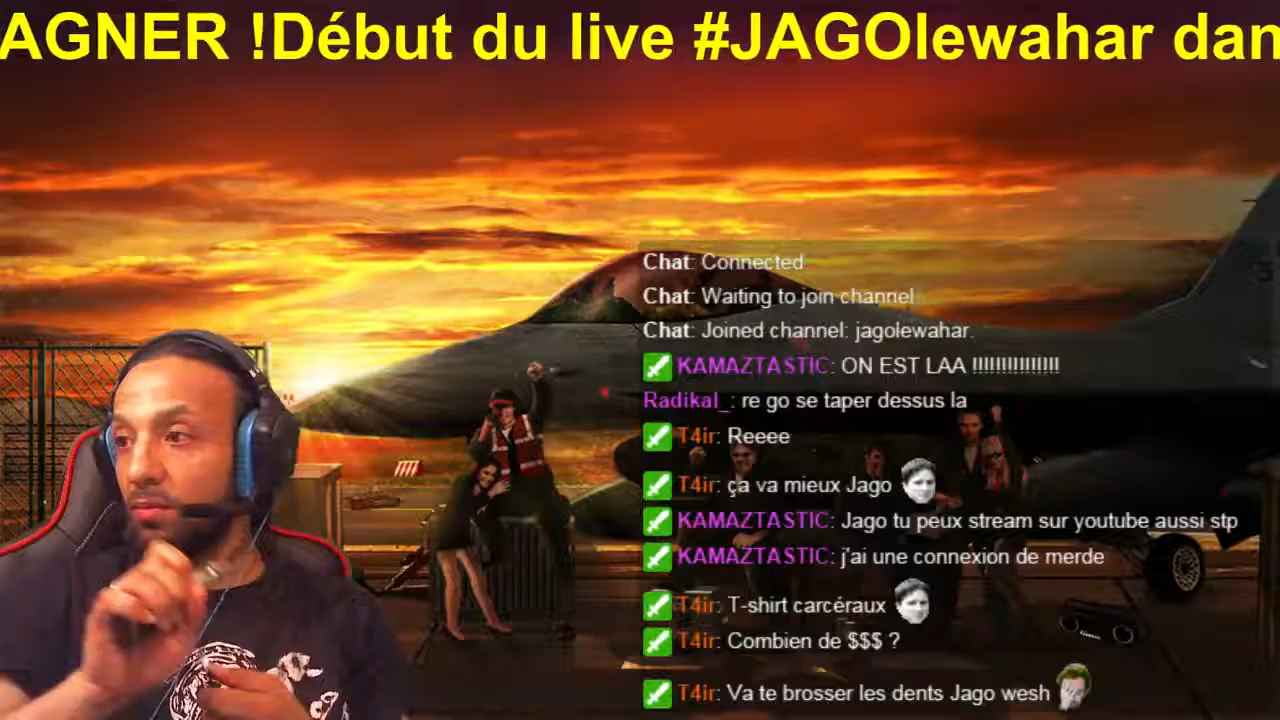 AGNER !Début du live #JAGOlewahar dan
Chat: Connected
Chat: Waiting to join channel
Chat: Joined channel: jagolewahar.
KAMAZTASTIC: ON EST LAA !!!!!!!!!!!!!!!
Radikal_: re go se taper dessus la
T4ir: Reeee
T4ir: ça va mieux Jago
KAMAZTASTIC: Jago tu peux stream sur youtube aussi stp
KAMAZTASTIC: j'ai une connexion de merde
T4ir: T-shirt carcéraux
T4ir: Combien de $$$ ?
T4ir: Va te brosser les dents Jago wesh